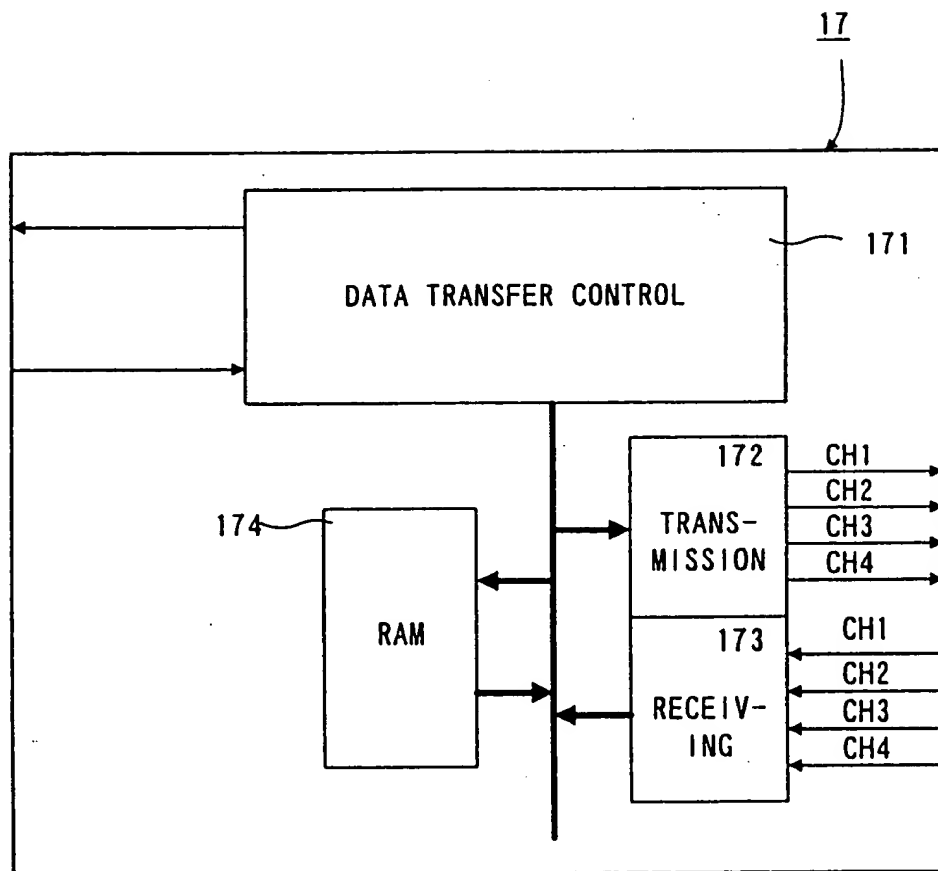 17
171
DATA TRANSFER CONTROL
172
TRANS-
MISSION
CH1
CH2
CH3
CH4
174
RAM
173
RECEIV-
ING
CH1
CH2
CH3
CH4